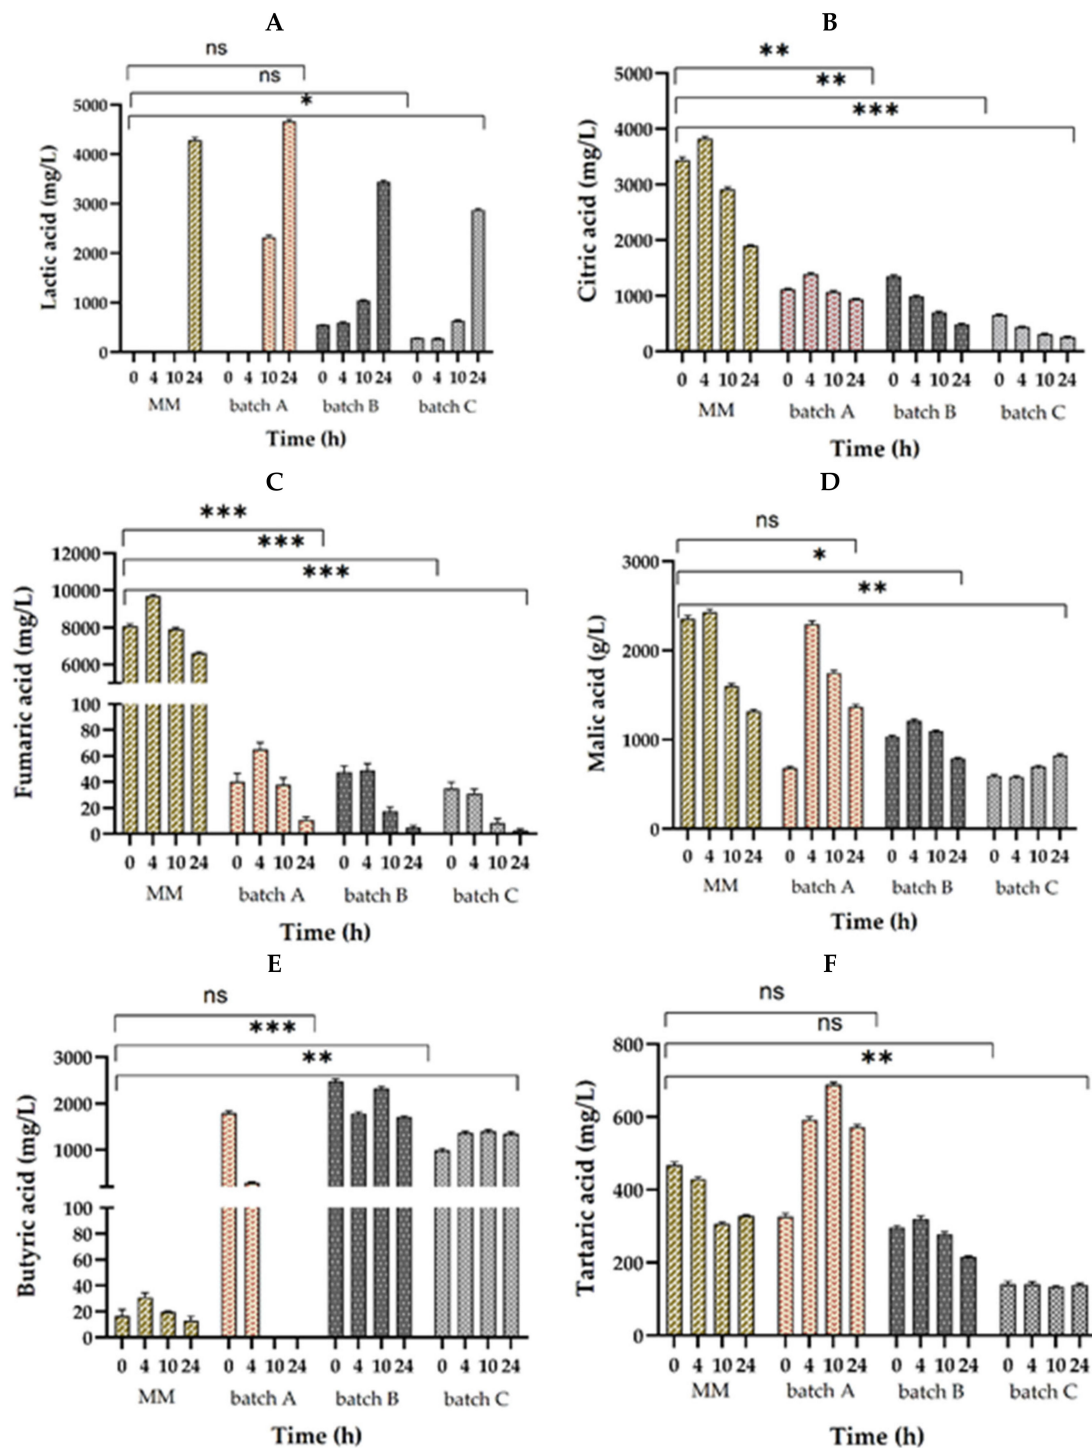 A
ns
ns
*
Lactic acid (mg/L)
5000
4000
3000
2000
1000
0
0 4 10 24 0 4 10 24 0 4 10 24 0 4 10 24
MM batch A batch B batch C
Time (h)
B
**
**
***
Citric acid (mg/L)
5000
4000
3000
2000
1000
0
0 4 10 24 0 4 10 24 0 4 10 24 0 4 10 24
MM batch A batch B batch C
Time (h)
C
***
***
***
Fumaric acid (mg/L)
12000
10000
8000
6000
100
80
60
40
20
0
0 4 10 24 0 4 10 24 0 4 10 24 0 4 10 24
MM batch A batch B batch C
Time (h)
D
ns
*
**
Malic acid (g/L)
3000
2000
1000
0
0 4 10 24 0 4 10 24 0 4 10 24 0 4 10 24
MM batch A batch B batch C
Time (h)
E
ns
***
**
Butyric acid (mg/L)
3000
2000
1000
100
80
60
40
20
0
0 4 10 24 0 4 10 24 0 4 10 24 0 4 10 24
MM batch A batch B batch C
Time (h)
F
ns
ns
**
Tartaric acid (mg/L)
800
600
400
200
0
0 4 10 24 0 4 10 24 0 4 10 24 0 4 10 24
MM batch A batch B batch C
Time (h)